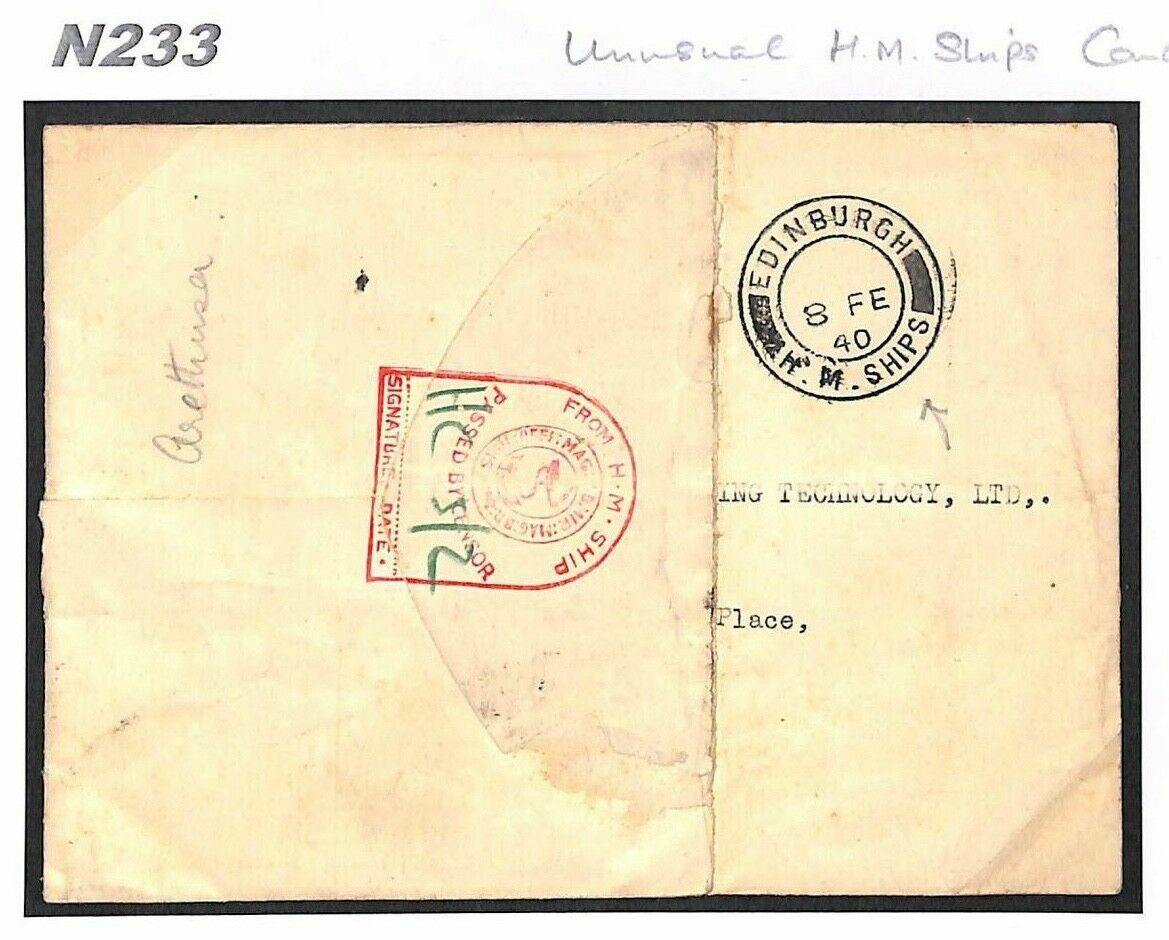 N233
Unusual H.M. Ships
Arethusa
EDINBURGH
8 FE
40
H.M. SHIPS
FROM H·M·SHIP
PASSED BY CENSOR
SIGNATURE DATE·
ING TECHNOLOGY, LTD,.
Place,